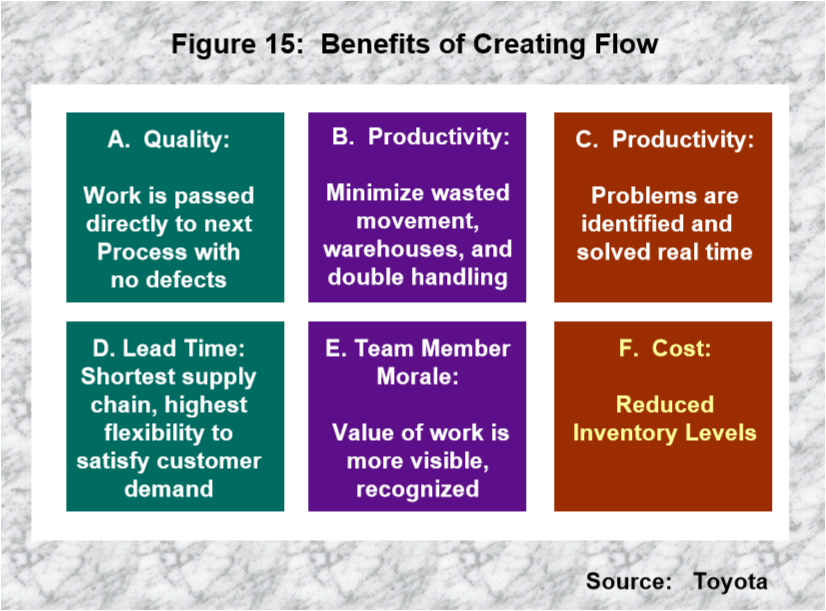 Figure 15: Benefits of Creating Flow
A. Quality:
Work is passed
directly to next
Process with
no defects
B. Productivity:
Minimize wasted
movement,
warehouses, and
double handling
C. Productivity:
Problems are
identified and
solved real time
D. Lead Time:
Shortest supply
chain, highest
flexibility to
satisfy customer
demand
E. Team Member
Morale:
Value of work is
more visible,
recognized
F. Cost:
Reduced
Inventory Levels
Source: Toyota